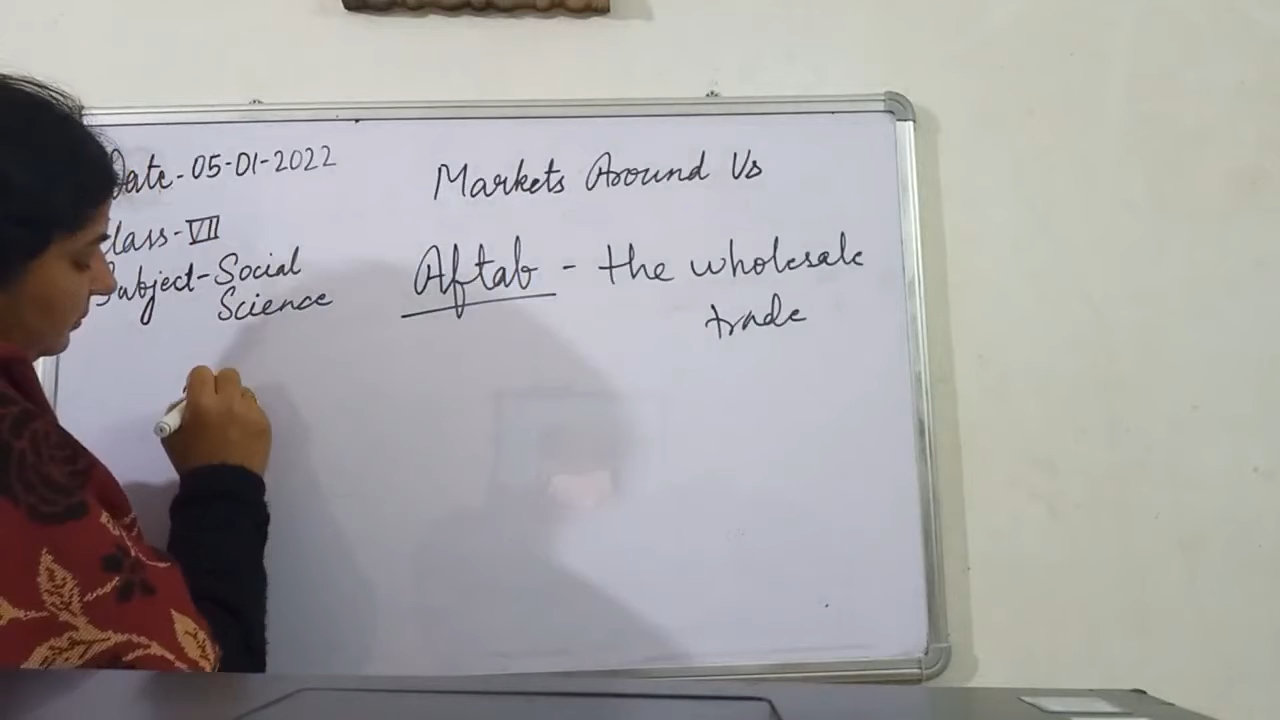 Date - 05-01-2022
Class - VII
Subject - Social
Science
Markets Around Us
Aftab - the wholesale
trade